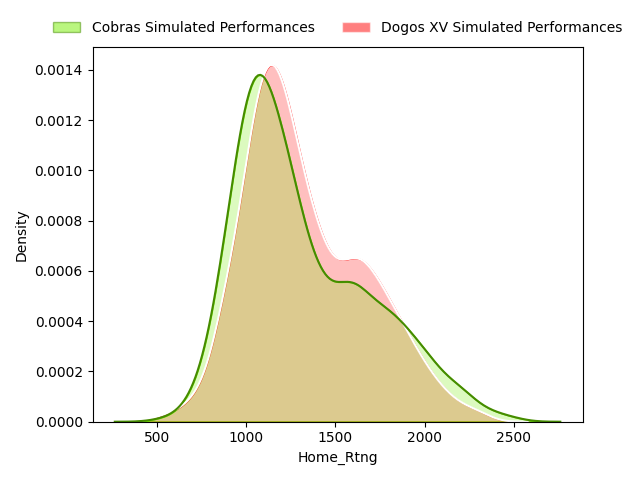 Cobras Simulated Performances Dogos XV Simulated Performances
0.0014
0.0012
0.0010
0.0008
0.0006
0.0004
0.0002
0.0000
Density
500 1000 1500 2000 2500
Home_Rtng